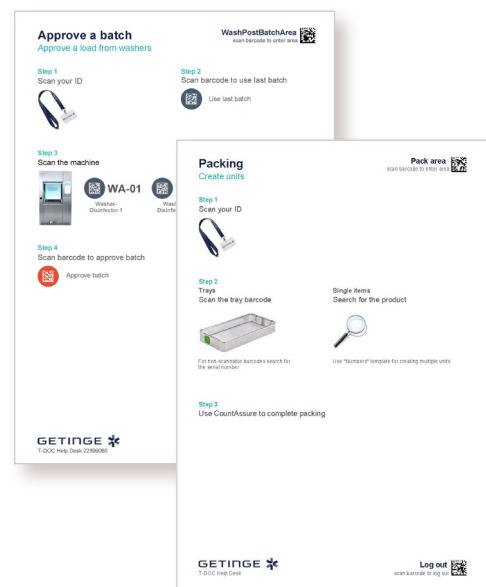 Approve a batch
Approve a load from washers
WashPostBatchArea
scan barcode to enter area
Step 1
Scan your ID
Step 2
Scan barcode to use last batch
Use last batch
Step 3
Scan the machine
WA-01
Washer-
Disinfector 1
Step 4
Scan barcode to approve batch
Approve batch
GETINGE
T-DOC Help Desk 22399060
Packing
Create units
Pack area
scan barcode to enter area
Step 1
Scan your ID
Step 2
Trays
Scan the tray barcode
Single items
Search for the product
For non-scannable barcodes search for
the serial number
Use "Numbers" template for creating multiple units
Step 3
Use CountAssure to complete packing
GETINGE
T-DOC Help Desk
Log out
scan barcode to log out